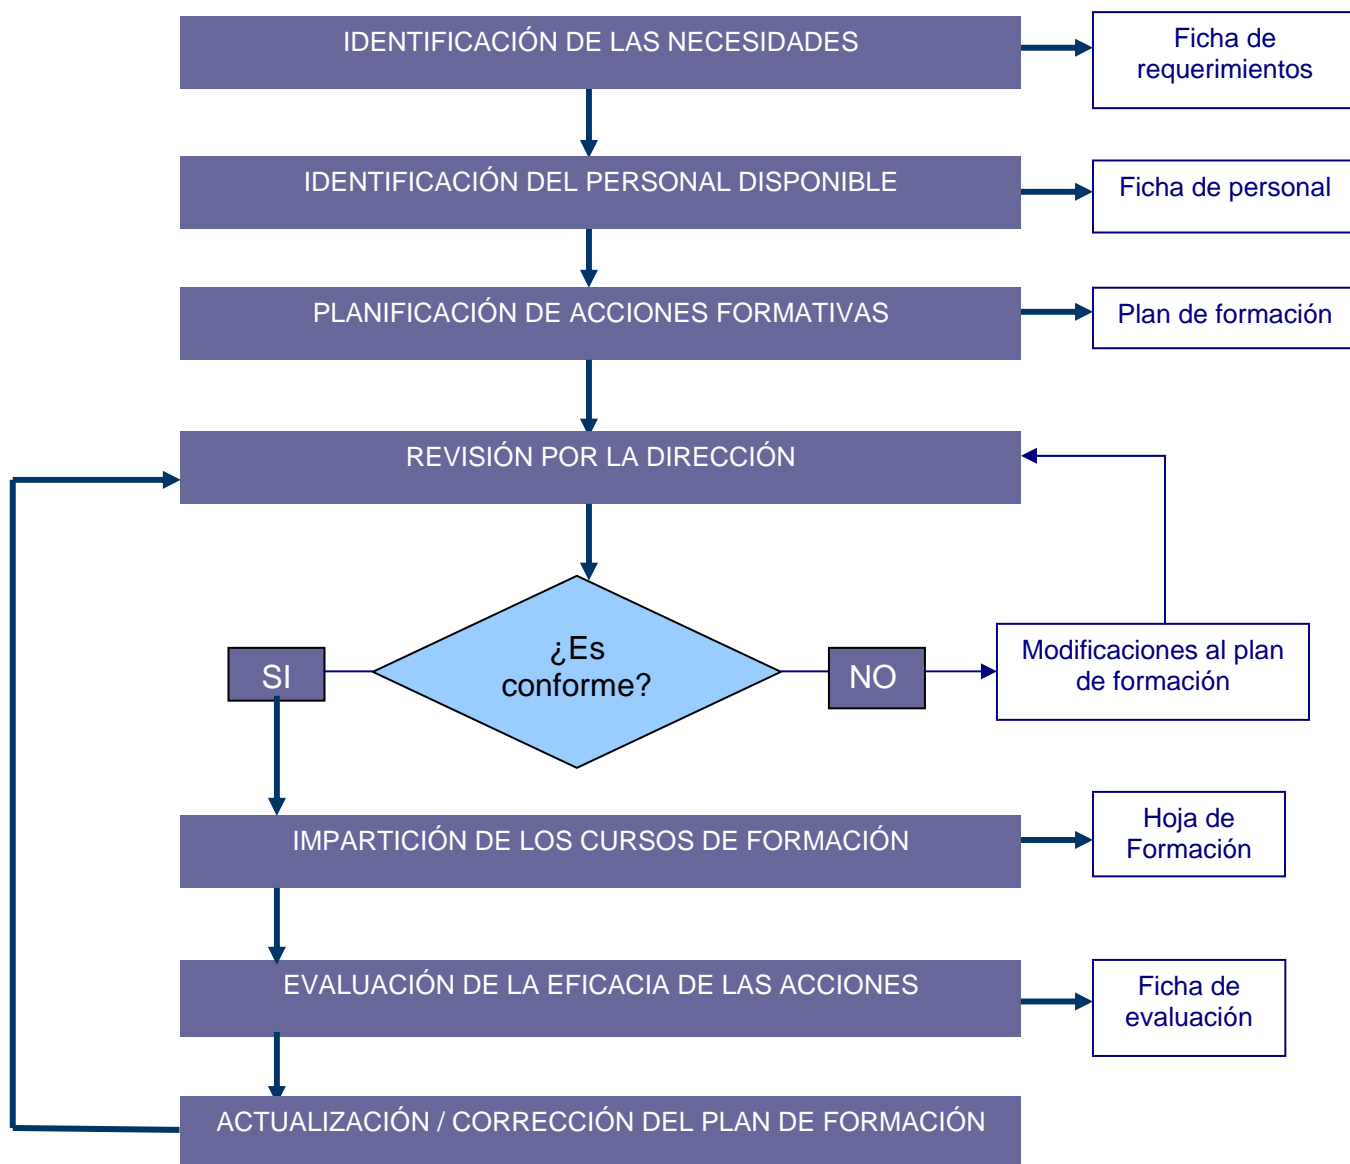 IDENTIFICACIÓN DE LAS NECESIDADES
Ficha de
requerimientos
IDENTIFICACIÓN DEL PERSONAL DISPONIBLE
Ficha de personal
PLANIFICACIÓN DE ACCIONES FORMATIVAS
Plan de formación
REVISIÓN POR LA DIRECCIÓN
¿Es
conforme?
SI
NO
Modificaciones al plan
de formación
IMPARTICIÓN DE LOS CURSOS DE FORMACIÓN
Hoja de
Formación
EVALUACIÓN DE LA EFICACIA DE LAS ACCIONES
Ficha de
evaluación
ACTUALIZACIÓN / CORRECCIÓN DEL PLAN DE FORMACIÓN